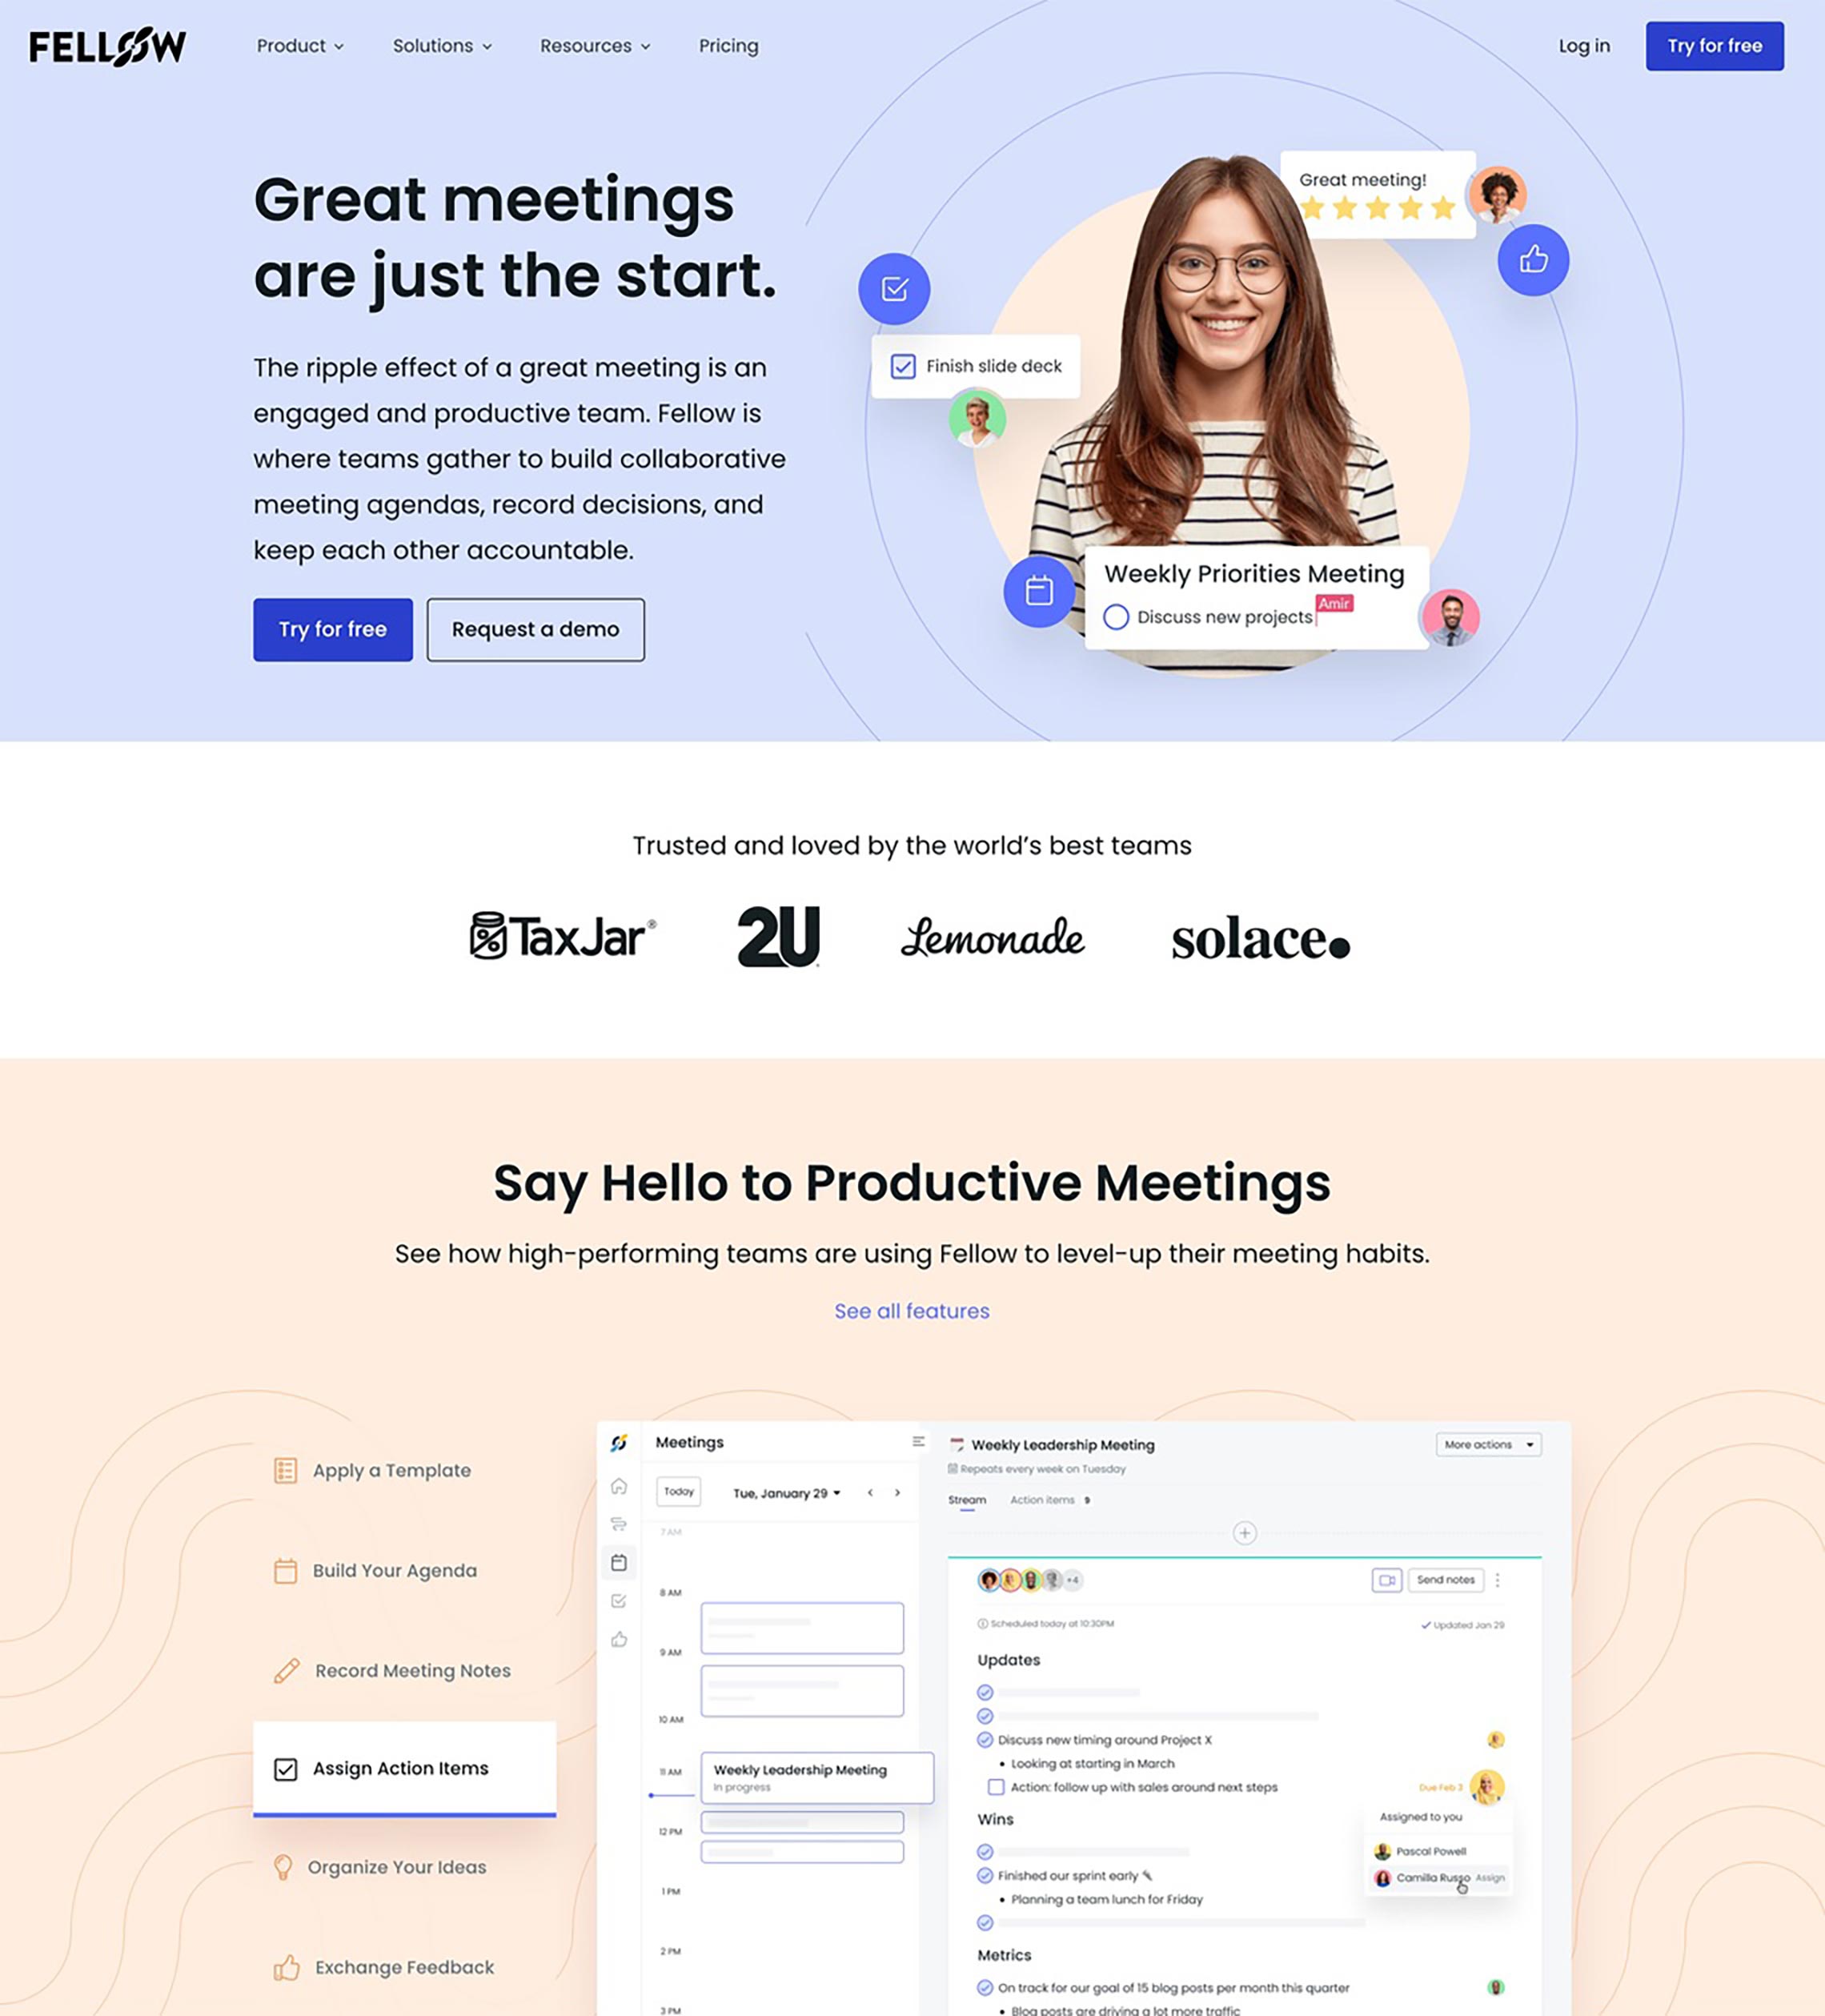 FELLOW
Product
Solutions
Resources
Pricing
Log in
Try for free
Great meetings
are just the start.
The ripple effect of a great meeting is an
engaged and productive team. Fellow is
where teams gather to build collaborative
meeting agendas, record decisions, and
keep each other accountable.
Try for free
Request a demo
Great meeting!
Finish slide deck
Weekly Priorities Meeting
Discuss new projects
Amir
Trusted and loved by the world’s best teams
TaxJar®
2U
Lemonade
solace
Say Hello to Productive Meetings
See how high-performing teams are using Fellow to level-up their meeting habits.
See all features
Apply a Template
Build Your Agenda
Record Meeting Notes
Assign Action Items
Organize Your Ideas
Exchange Feedback
Meetings
Today
Tue, January 29
7 AM
8 AM
9 AM
10 AM
11 AM
Weekly Leadership Meeting
In progress
12 PM
1 PM
2 PM
3 PM
Weekly Leadership Meeting
More actions
Repeats every week on Tuesday
Stream
Action items 9
+4
Send notes
Scheduled today at 10:30PM
Updated Jan 29
Updates
Discuss new timing around Project X
• Looking at starting in March
Action: follow up with sales around next steps
Due Feb 3
Assigned to you
Pascal Powell
Camilla Russo Assign
Wins
Finished our sprint early
• Planning a team lunch for Friday
Metrics
On track for our goal of 15 blog posts per month this quarter
• Blog posts are driving a lot more traffic